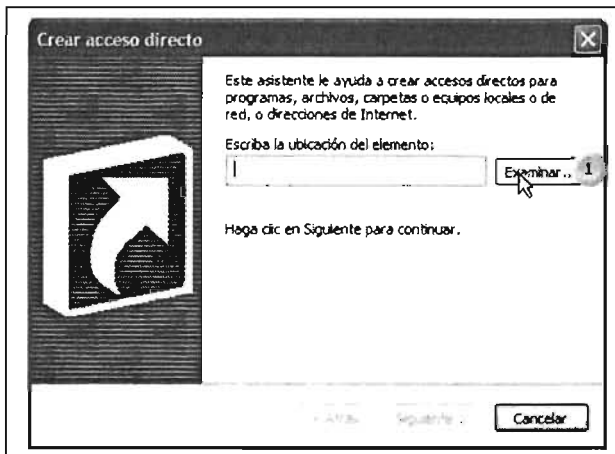 Crear acceso directo
Este asistente le ayuda a crear accesos directos para
programas, archivos, carpetas o equipos locales o de
red, o direcciones de Internet.
Escriba la ubicación del elemento:
Examinar... 1
Haga clic en Siguiente para continuar.
< Atrás Siguiente > Cancelar